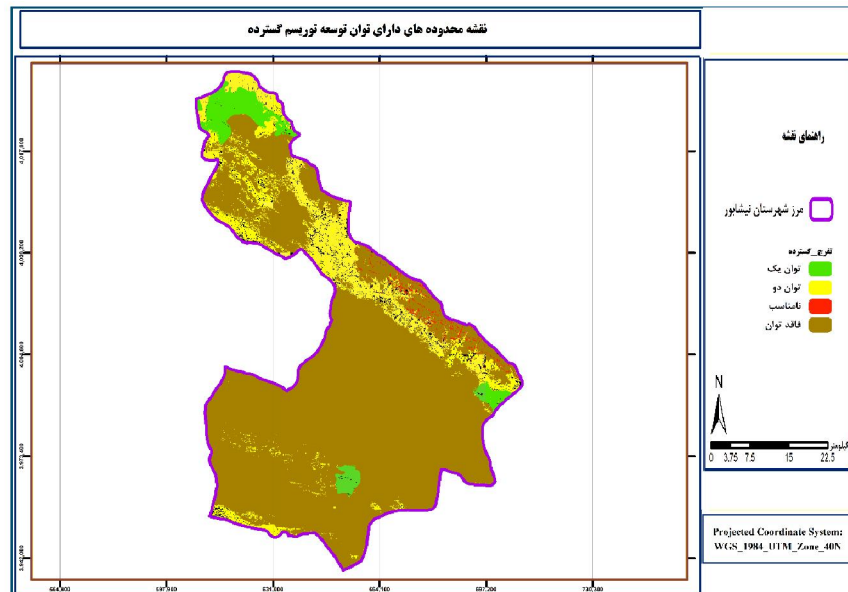 نقشه محدوده های دارای توان توسعه توریسم گسترده
راهنمای نقشه
مرز شهرستان نیشابور
تفرج_گسترده
توان یک
توان دو
نامناسب
فاقد توان
N
کیلومتر
0 3.75 7.5 15 22.5
Projected Coordinate System:
WGS_1984_UTM_Zone_40N